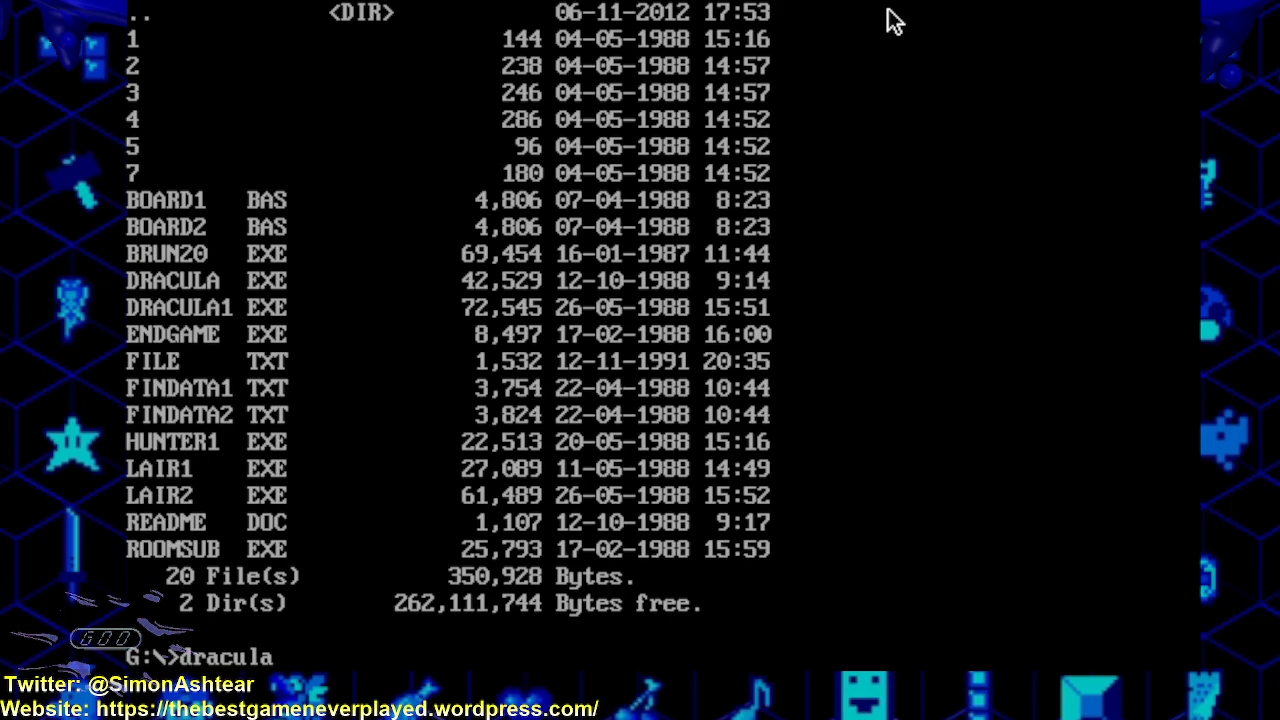 .. <DIR> 06-11-2012 17:53
1 144 04-05-1988 15:16
2 238 04-05-1988 14:57
3 246 04-05-1988 14:57
4 286 04-05-1988 14:52
5 96 04-05-1988 14:52
7 180 04-05-1988 14:52
BOARD1 BAS 4,806 07-04-1988 8:23
BOARD2 BAS 4,806 07-04-1988 8:23
BRUN20 EXE 69,454 16-01-1987 11:44
DRACULA EXE 42,529 12-10-1988 9:14
DRACULA1 EXE 72,545 26-05-1988 15:51
ENDGAME EXE 8,497 17-02-1988 16:00
FILE TXT 1,532 12-11-1991 20:35
FINDATA1 TXT 3,754 22-04-1988 10:44
FINDATA2 TXT 3,824 22-04-1988 10:44
HUNTER1 EXE 22,513 20-05-1988 15:16
LAIR1 EXE 27,089 11-05-1988 14:49
LAIR2 EXE 61,489 26-05-1988 15:52
README DOC 1,107 12-10-1988 9:17
ROOMSUB EXE 25,793 17-02-1988 15:59
20 File(s) 350,928 Bytes.
2 Dir(s) 262,111,744 Bytes free.
G00
G:\>dracula
Twitter: @SimonAshtear
Website: https://thebestgameneverplayed.wordpress.com/